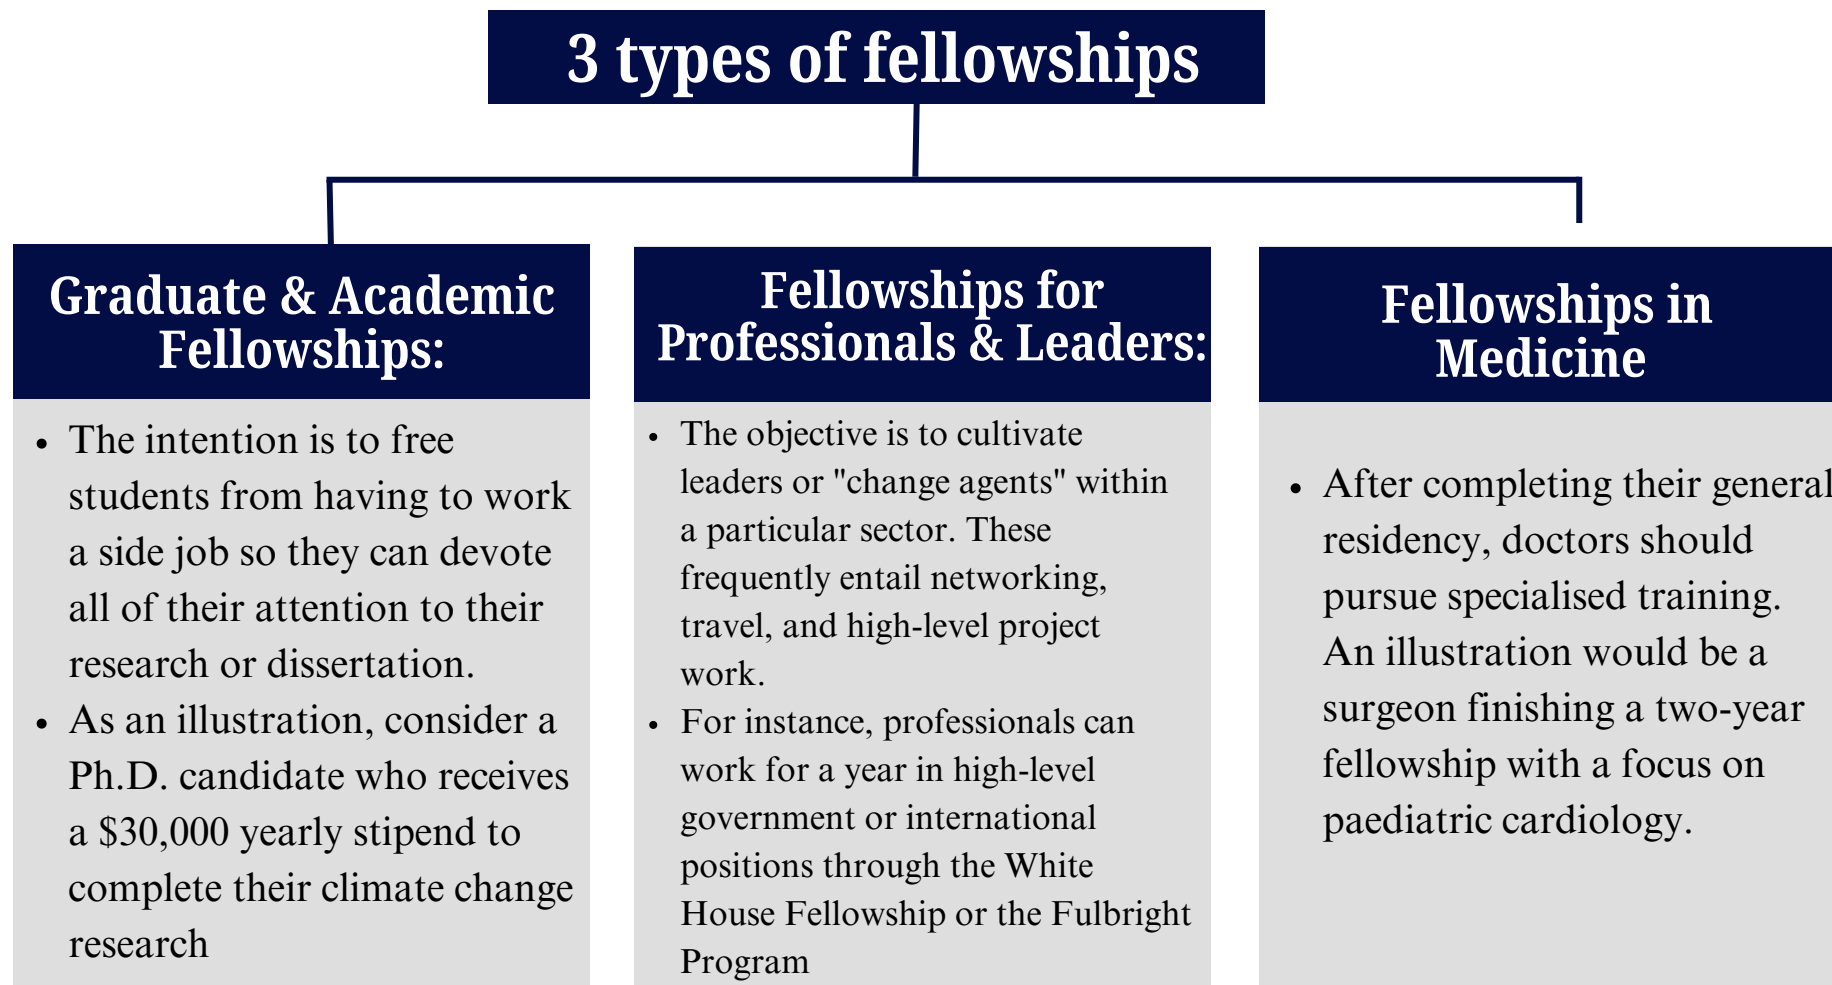 3 types of fellowships
Graduate & Academic
Fellowships:
• The intention is to free
students from having to work
a side job so they can devote
all of their attention to their
research or dissertation.
• As an illustration, consider a
Ph.D. candidate who receives
a $30,000 yearly stipend to
complete their climate change
research
Fellowships for
Professionals & Leaders:
• The objective is to cultivate
leaders or "change agents" within
a particular sector. These
frequently entail networking,
travel, and high-level project
work.
• For instance, professionals can
work for a year in high-level
government or international
positions through the White
House Fellowship or the Fulbright
Program
Fellowships in
Medicine
• After completing their general
residency, doctors should
pursue specialised training.
An illustration would be a
surgeon finishing a two-year
fellowship with a focus on
paediatric cardiology.